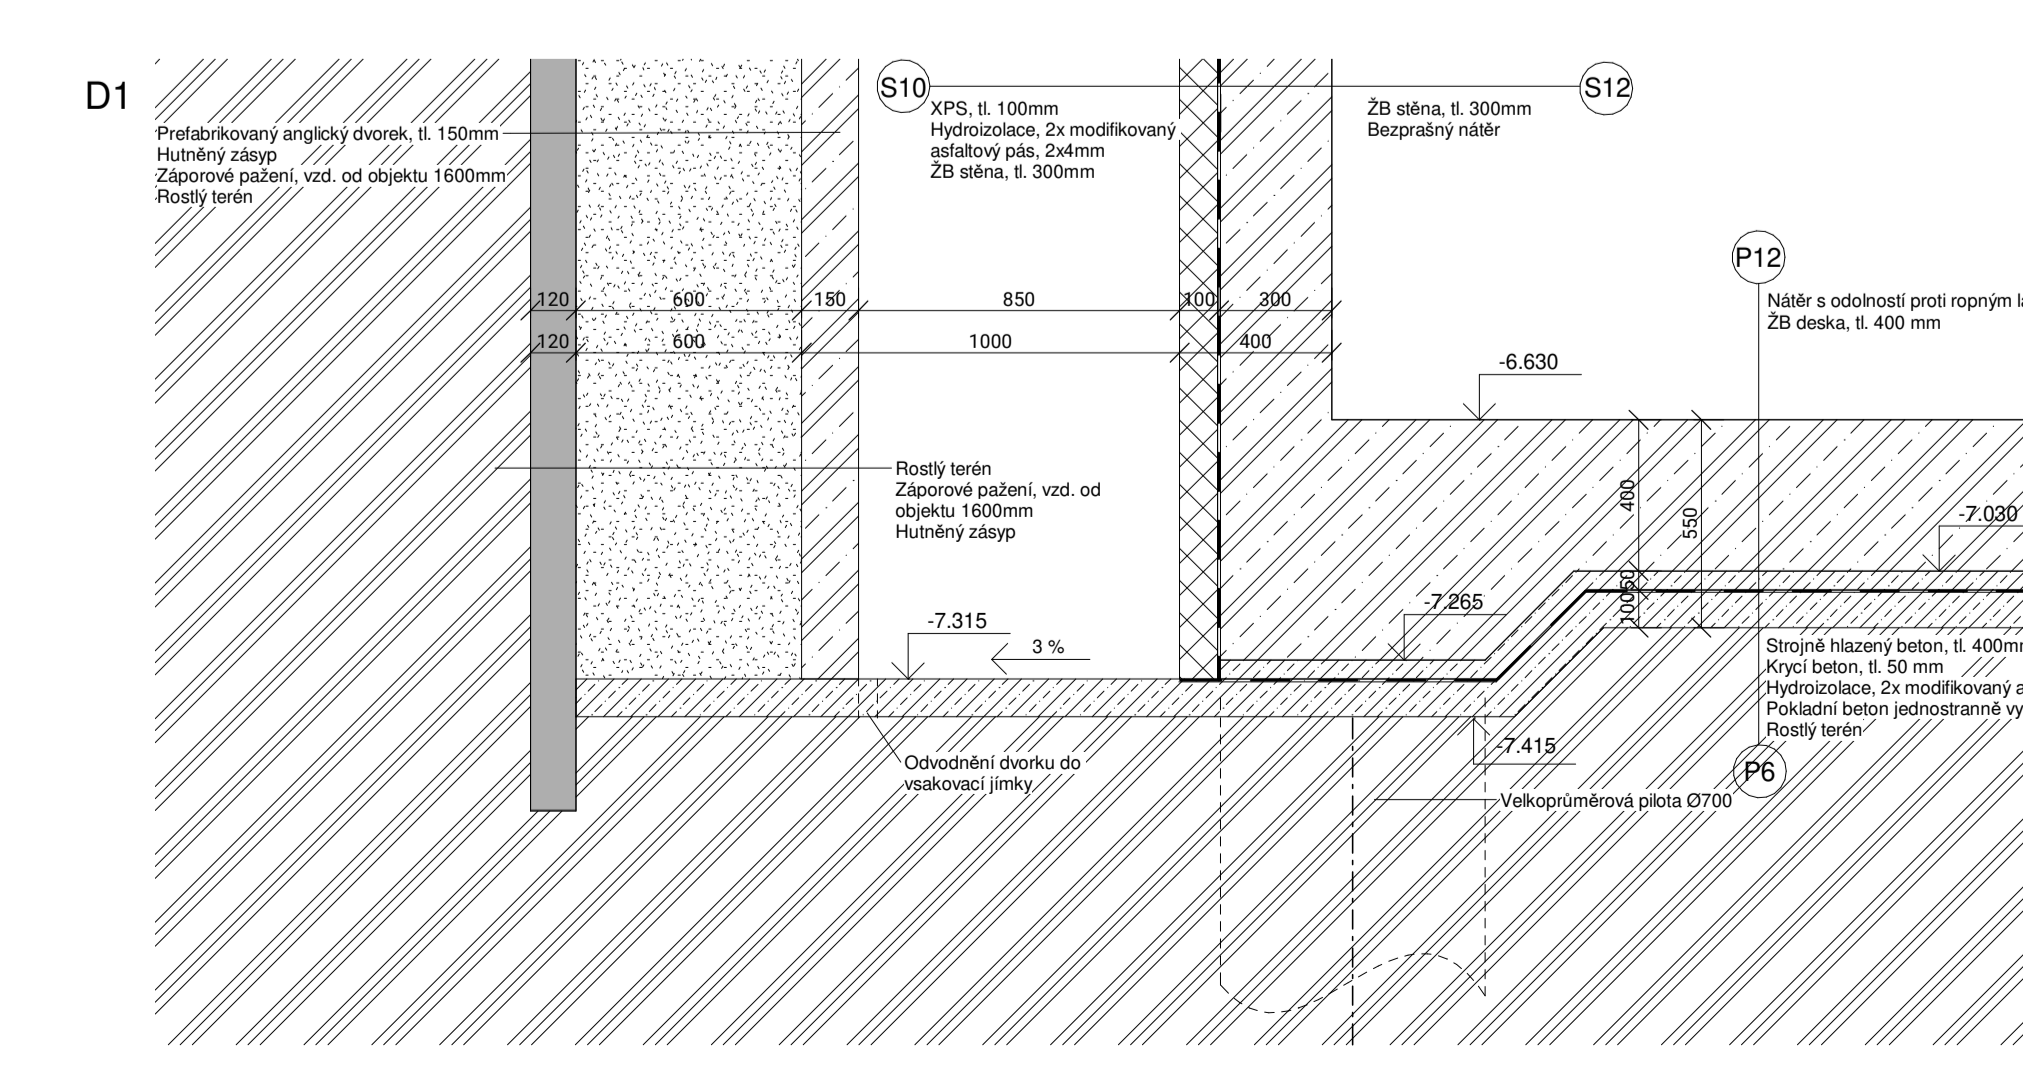 D1
Prefabrikovaný anglický dvorek, tl. 150mm
Hutněný zásyp
Záporové pažení, vzd. od objektu 1600mm
Rostlý terén
S10
XPS, tl. 100mm
Hydroizolace, 2x modifikovaný
asfaltový pás, 2x4mm
ŽB stěna, tl. 300mm
S12
ŽB stěna, tl. 300mm
Bezprašný nátěr
P12
Nátěr s odolností proti ropným
ŽB deska, tl. 400 mm
120 600 150 850 100 300
120 600 1000 400
-6.630
Rostlý terén
Záporové pažení, vzd. od
objektu 1600mm
Hutněný zásyp
400
550
50
100
-7.030
-7.265
-7.315
3 %
Strojně hlazený beton, tl. 400m
Krycí beton, tl. 50 mm
Hydroizolace, 2x modifikovaný a
Pokladní beton jednostranně vy
Rostlý terén
-7.415
Odvodnění dvorku do
vsakovací jímky
P6
Velkoprůměrová pilota Ø700